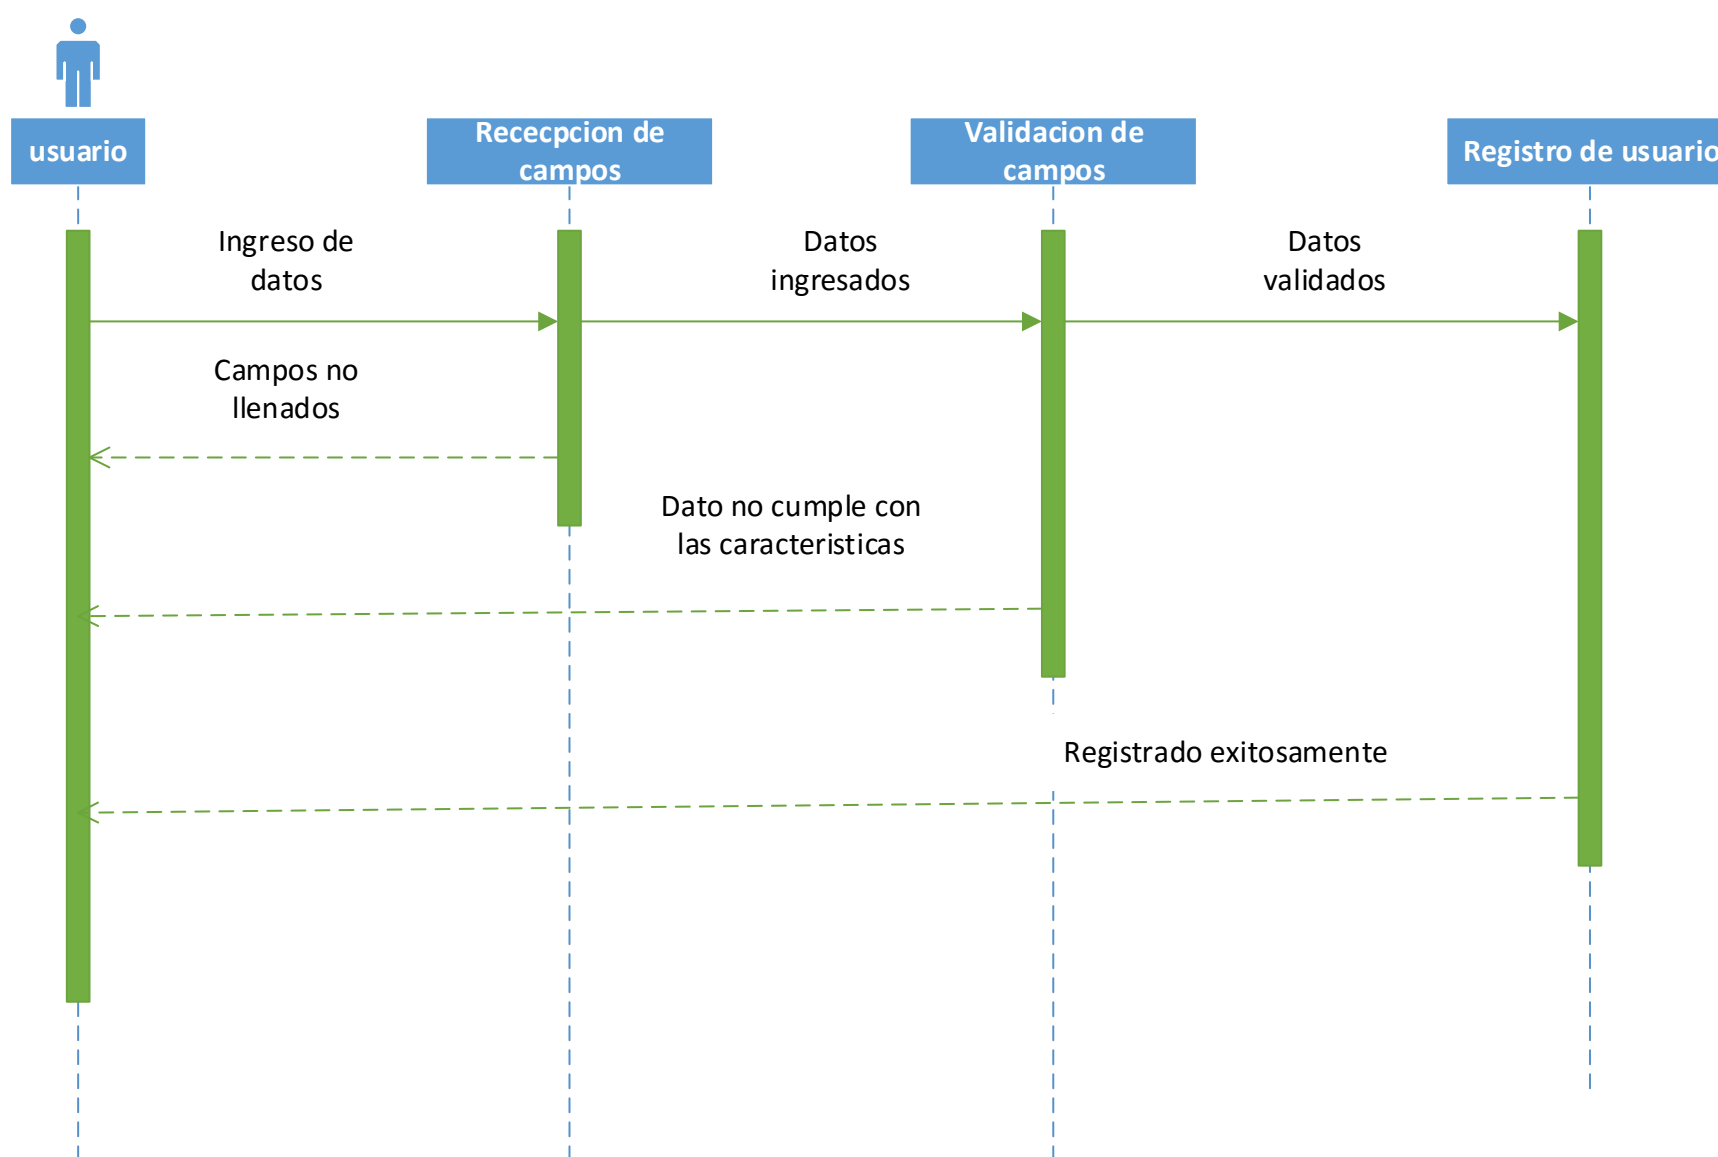 usuario
Rececpcion de
campos
Validacion de
campos
Registro de usuario
Ingreso de
datos
Datos
ingresados
Datos
validados
Campos no
llenados
Dato no cumple con
las caracteristicas
Registrado exitosamente